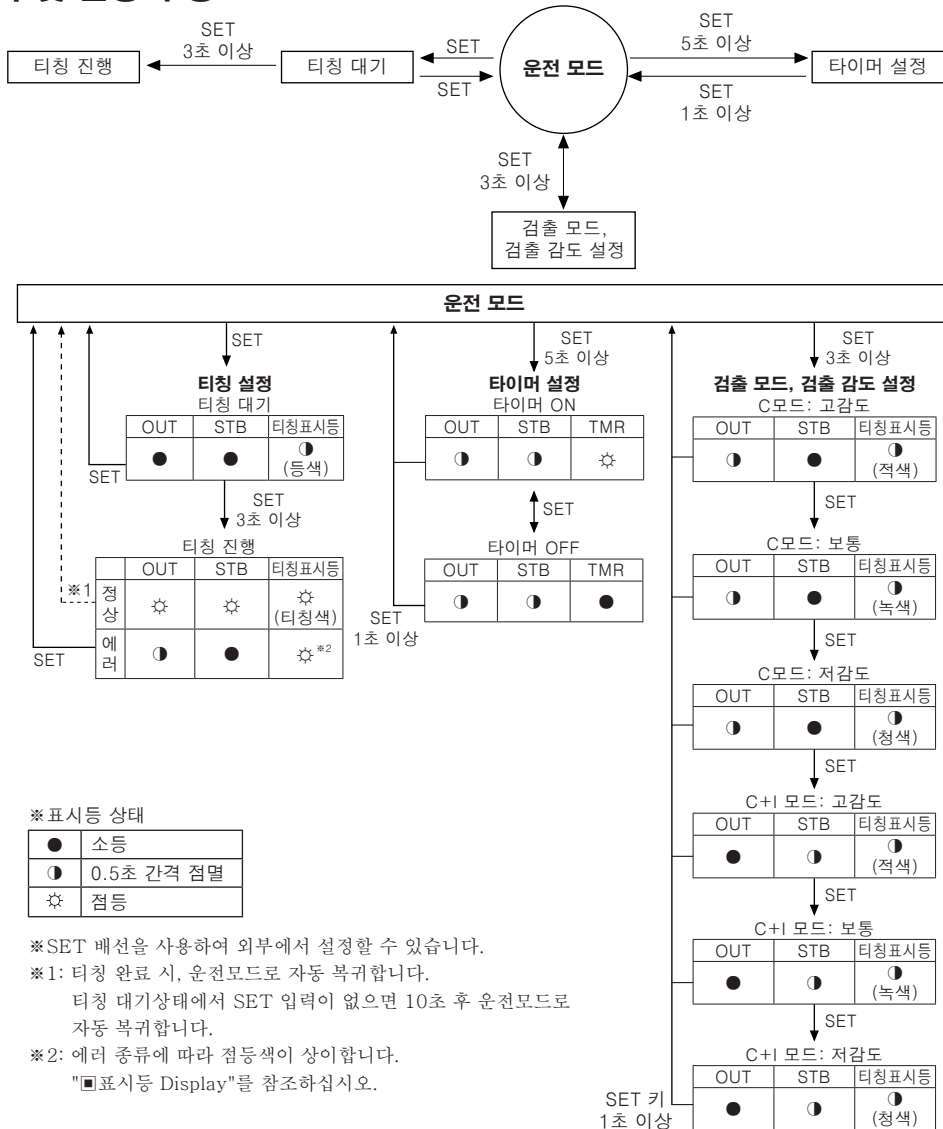 SET
3초 이상
티칭 진행
티칭 대기
SET
SET
운전 모드
SET
5초 이상
SET
1초 이상
타이머 설정
SET
3초 이상
검출 모드,
검출 감도 설정
운전 모드
SET
티칭 설정
티칭 대기
OUT STB 티칭표시등
● ● ◑
(등색)
SET
SET
3초 이상
티칭 진행
OUT STB 티칭표시등
※1
정상 ☼ ☼ ☼
(티칭색)
에러 ◑ ● ☼※2
SET
SET
5초 이상
타이머 설정
타이머 ON
OUT STB TMR
◑ ◑ ☼
SET
타이머 OFF
OUT STB TMR
◑ ◑ ●
SET
1초 이상
SET
3초 이상
검출 모드, 검출 감도 설정
C모드: 고감도
OUT STB 티칭표시등
◑ ● ◑
(적색)
SET
C모드: 보통
OUT STB 티칭표시등
◑ ● ◑
(녹색)
SET
C모드: 저감도
OUT STB 티칭표시등
◑ ● ◑
(청색)
SET
C+I 모드: 고감도
OUT STB 티칭표시등
● ◑ ◑
(적색)
SET
C+I 모드: 보통
OUT STB 티칭표시등
● ◑ ◑
(녹색)
SET
C+I 모드: 저감도
OUT STB 티칭표시등
● ◑ ◑
(청색)
SET 키
1초 이상
※표시등 상태
● 소등
◑ 0.5초 간격 점멸
☼ 점등
※SET 배선을 사용하여 외부에서 설정할 수 있습니다.
※1: 티칭 완료 시, 운전모드로 자동 복귀합니다.
티칭 대기상태에서 SET 입력이 없으면 10초 후 운전모드로
자동 복귀합니다.
※2: 에러 종류에 따라 점등색이 상이합니다.
"▣표시등 Display"를 참조하십시오.